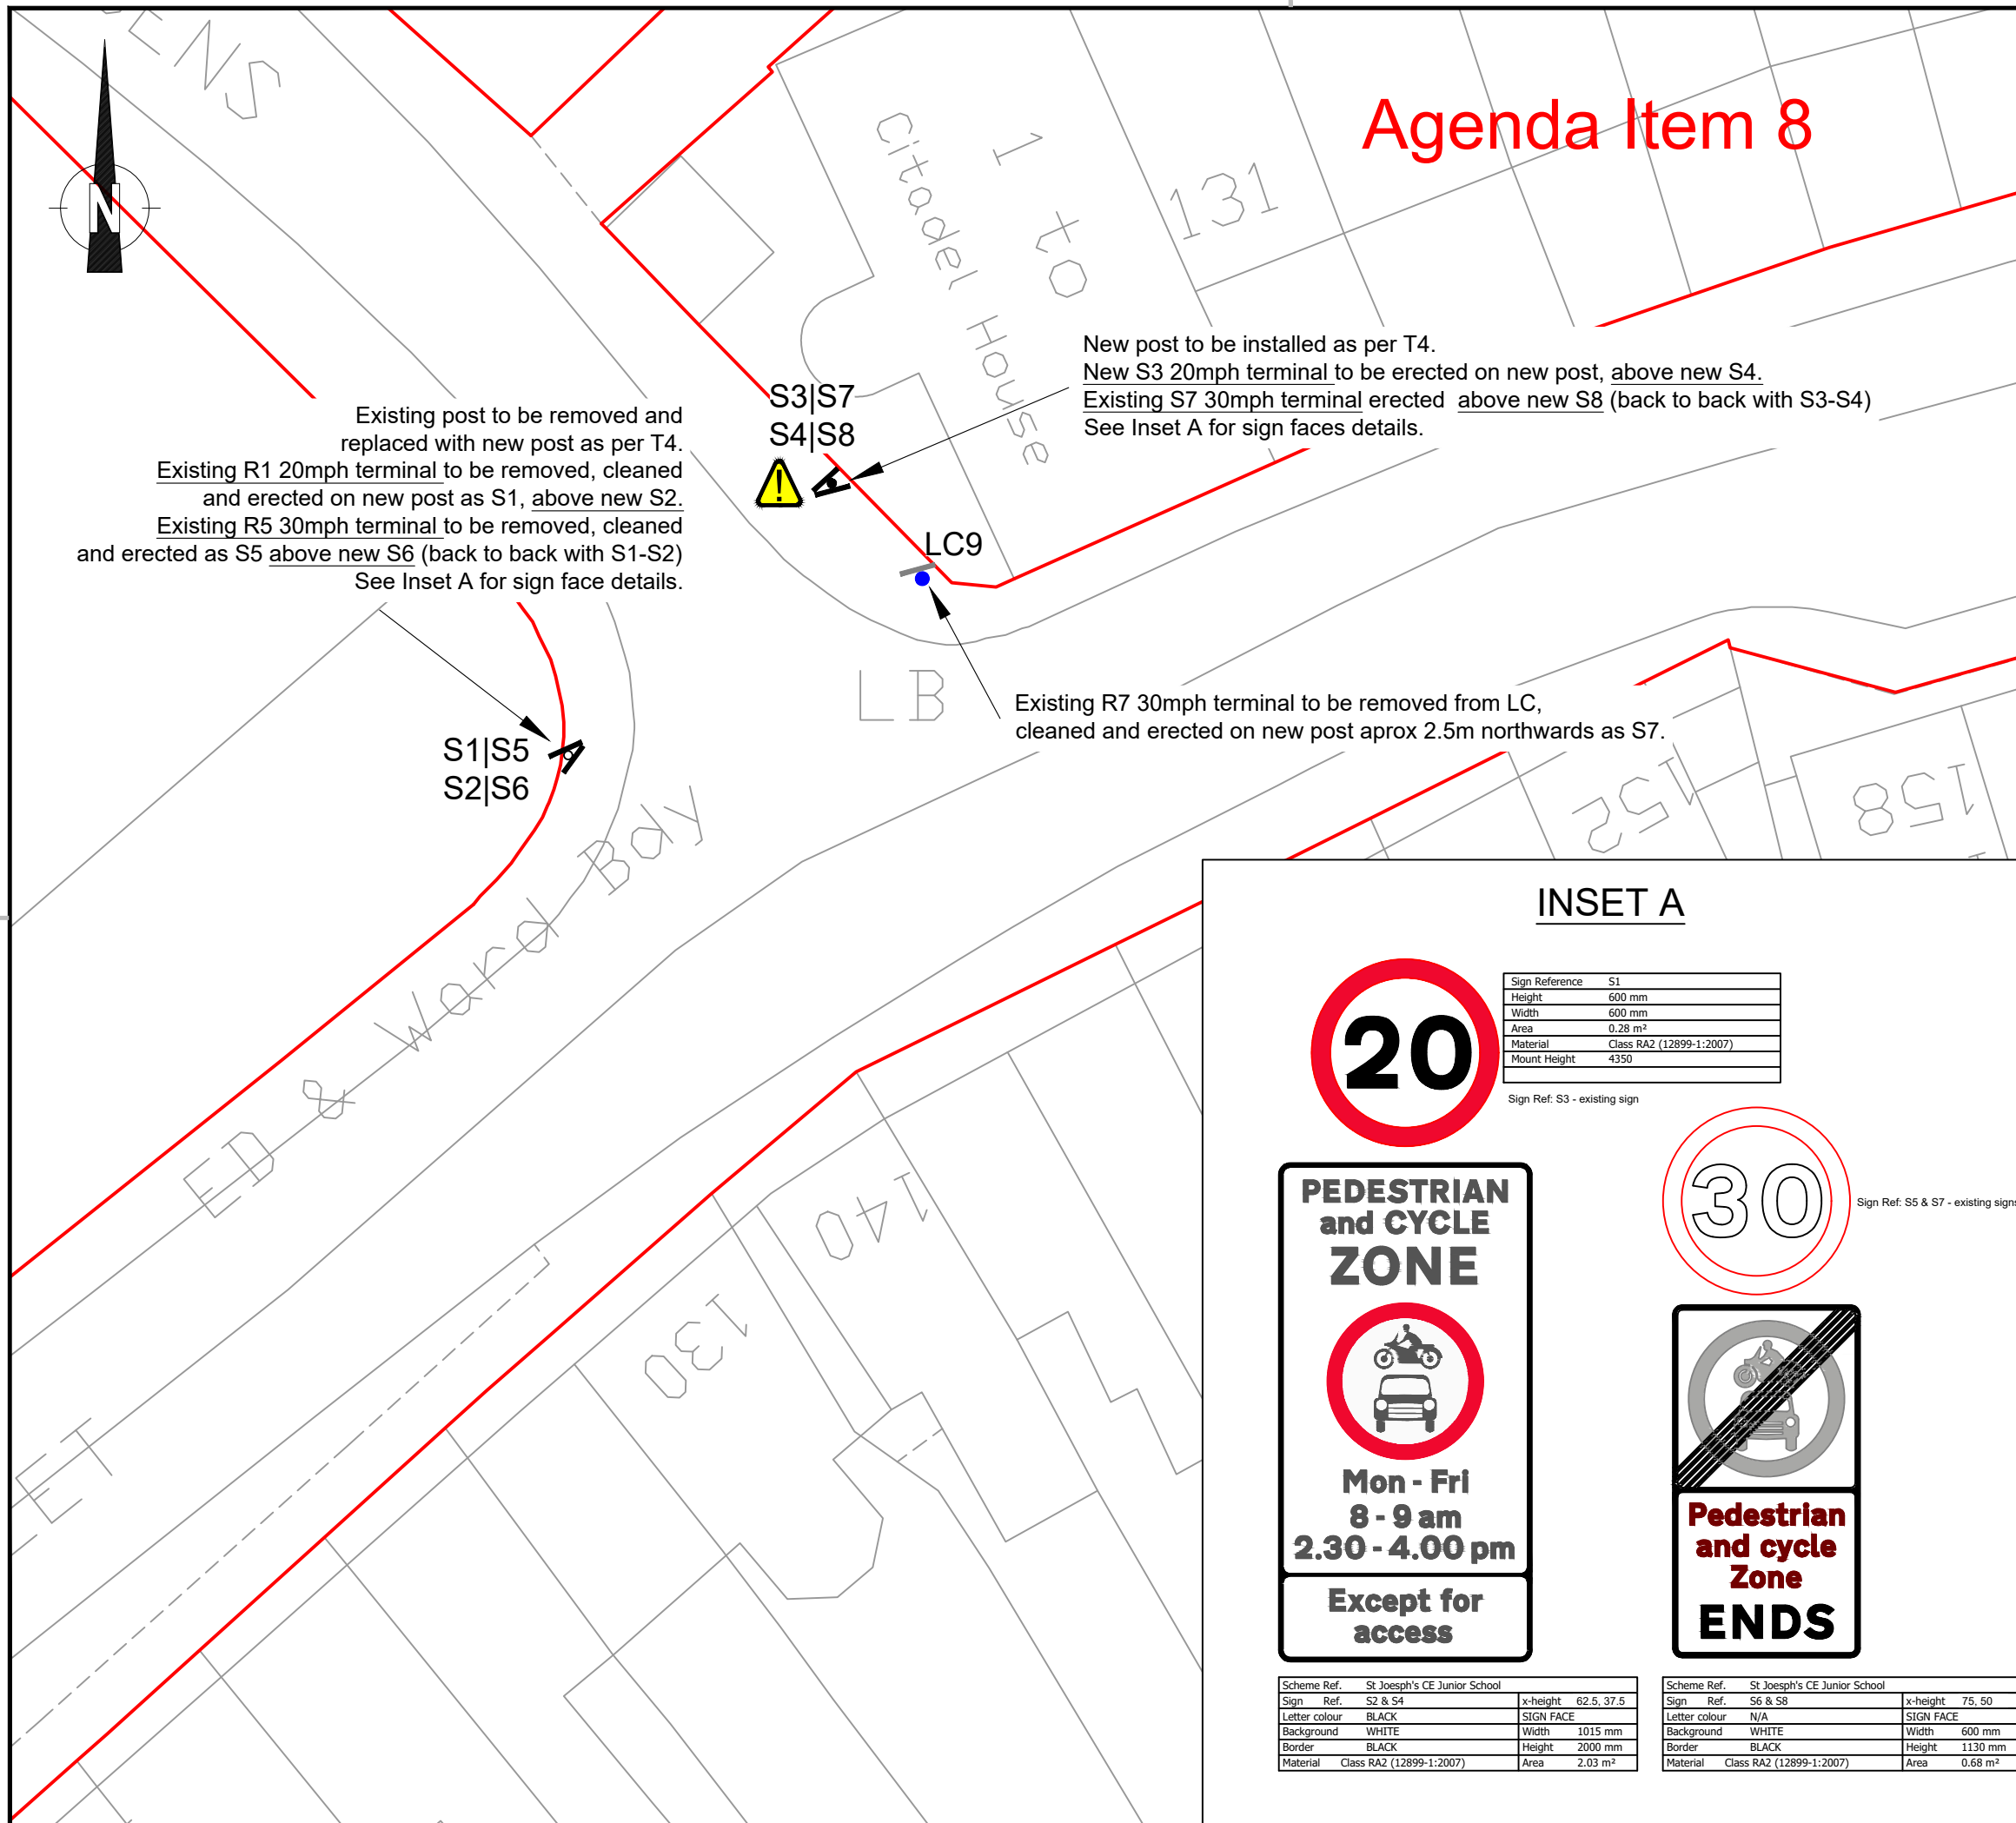 Agenda Item 8
ENS
N
Citadel House
1 to
131
New post to be installed as per T4.
New S3 20mph terminal to be erected on new post, above new S4.
Existing S7 30mph terminal erected above new S8 (back to back with S3-S4)
See Inset A for sign faces details.
S3|S7
S4|S8
Existing post to be removed and
replaced with new post as per T4.
Existing R1 20mph terminal to be removed, cleaned
and erected on new post as S1, above new S2.
Existing R5 30mph terminal to be removed, cleaned
and erected as S5 above new S6 (back to back with S1-S2)
See Inset A for sign face details.
!
LC9
LB
Existing R7 30mph terminal to be removed from LC,
cleaned and erected on new post aprox 2.5m northwards as S7.
S1|S5
S2|S6
152
158
ED & Ward Bdy
140
130
ET
INSET A
20
Sign Reference S1
Height 600 mm
Width 600 mm
Area 0.28 m²
Material Class RA2 (12899-1:2007)
Mount Height 4350
Sign Ref: S3 - existing sign
30
Sign Ref: S5 & S7 - existing signs
PEDESTRIAN
and CYCLE
ZONE
Mon - Fri
8 - 9 am
2.30 - 4.00 pm
Except for
access
Pedestrian
and cycle
Zone
ENDS
Scheme Ref. St Joesph's CE Junior School
Sign Ref. S2 & S4 x-height 62.5, 37.5
Letter colour BLACK SIGN FACE
Background WHITE Width 1015 mm
Border BLACK Height 2000 mm
Material Class RA2 (12899-1:2007) Area 2.03 m²
Scheme Ref. St Joesph's CE Junior School
Sign Ref. S6 & S8 x-height 75, 50
Letter colour N/A SIGN FACE
Background WHITE Width 600 mm
Border BLACK Height 1130 mm
Material Class RA2 (12899-1:2007) Area 0.68 m²